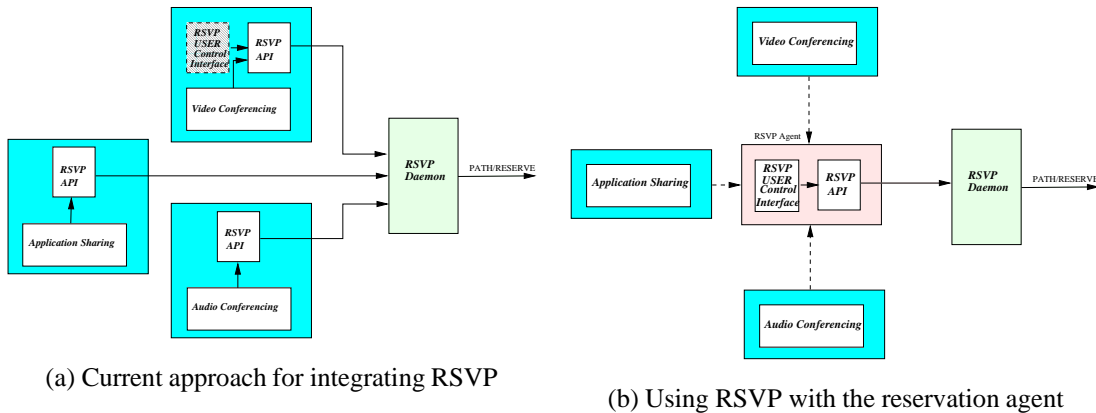 RSVP
USER
Control
Interface
RSVP
API
Video Conferencing
RSVP
API
Application Sharing
RSVP
API
Audio Conferencing
RSVP
Daemon
PATH/RESERVE
(a) Current approach for integrating RSVP
Video Conferencing
RSVP Agent
Application Sharing
RSVP
USER
Control
Interface
RSVP
API
RSVP
Daemon
PATH/RESERVE
Audio Conferencing
(b) Using RSVP with the reservation agent